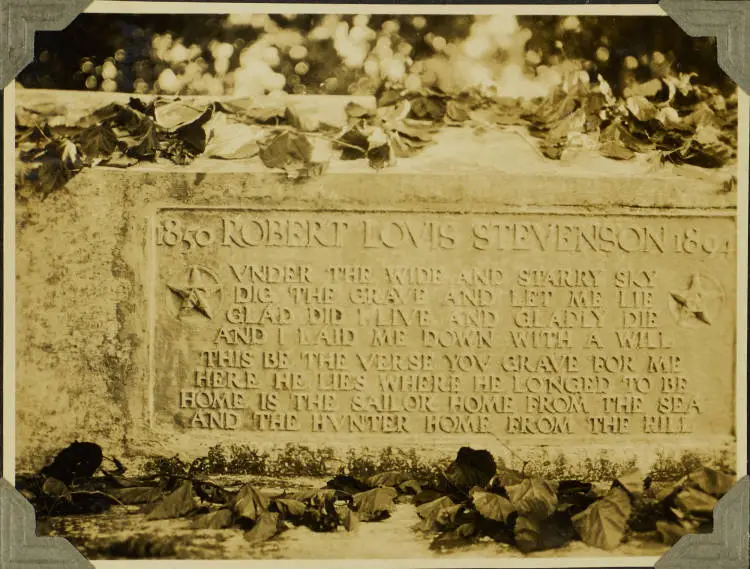 1850 ROBERT LOVIS STEVENSON 1894
VNDER THE WIDE AND STARRY SKY
DIG THE GRAVE AND LET ME LIE
GLAD DID I LIVE AND GLADLY DIE
AND I LAID ME DOWN WITH A WILL
THIS BE THE VERSE YOV GRAVE FOR ME
HERE HE LIES WHERE HE LONGED TO BE
HOME IS THE SAILOR HOME FROM THE SEA
AND THE HVNTER HOME FROM THE HILL